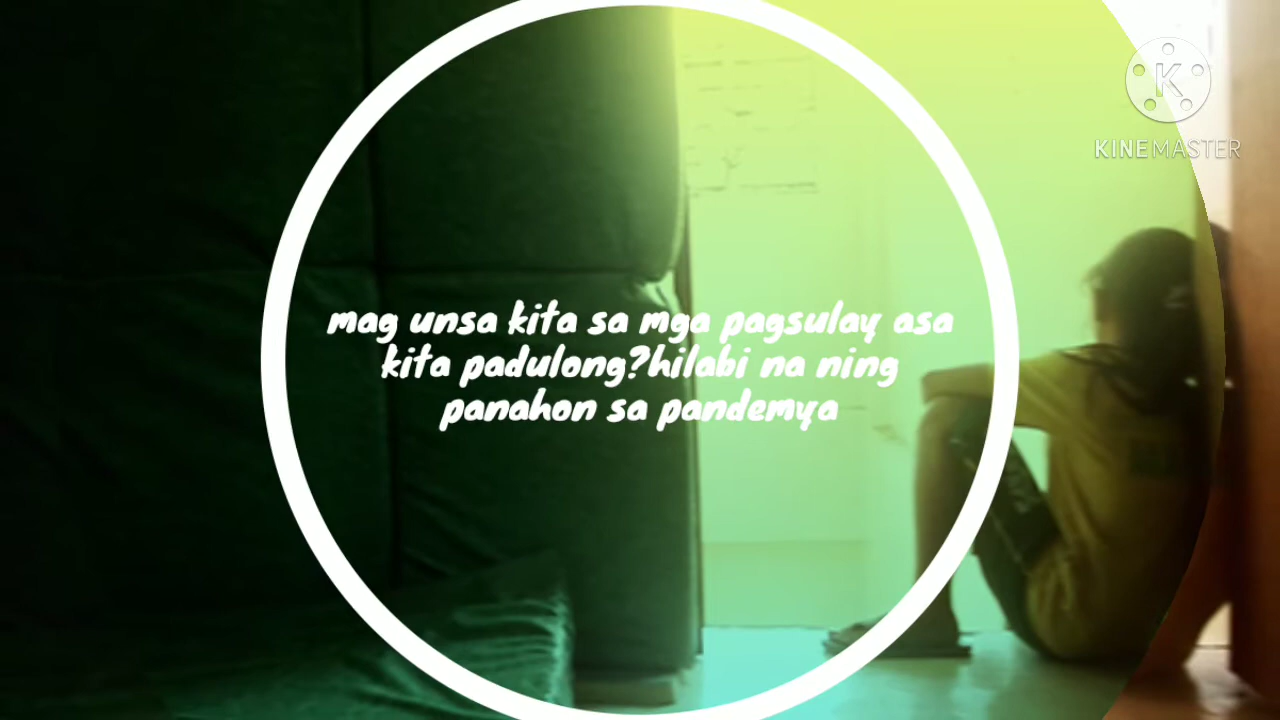 K
KINEMASTER
mag unsa kita sa mga pagsulay asa
kita padulong?hilabi na ning
panahon sa pandemya